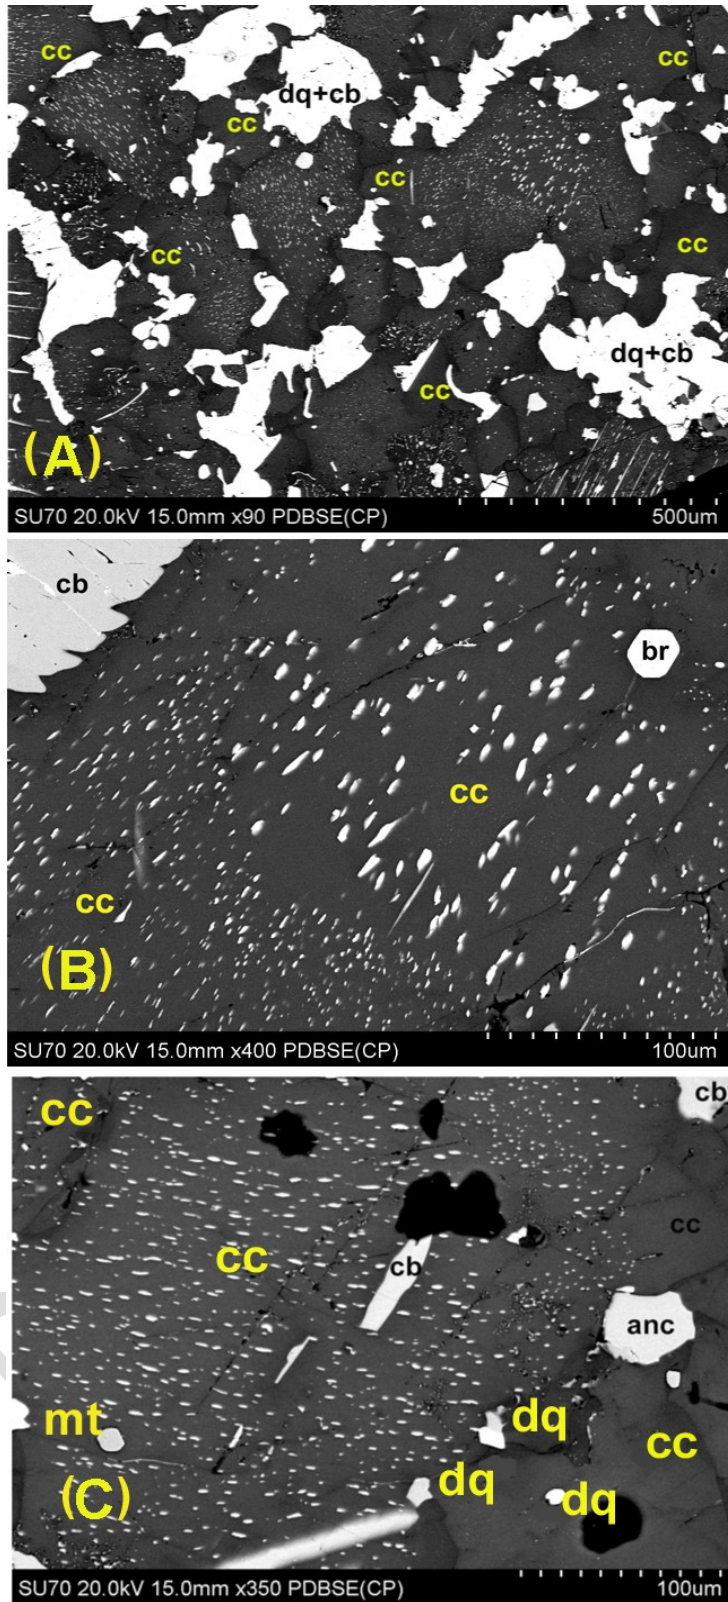 cc
cc
dq+cb
cc
cc
cc
cc
dq+cb
cc
(A)
SU70 20.0kV 15.0mm x90 PDBSE(CP) 500um
cb
br
cc
cc
(B)
SU70 20.0kV 15.0mm x400 PDBSE(CP) 100um
cc
cb
cc
cc
cb
anc
mt
dq
cc
dq
dq
(C)
SU70 20.0kV 15.0mm x350 PDBSE(CP) 100um